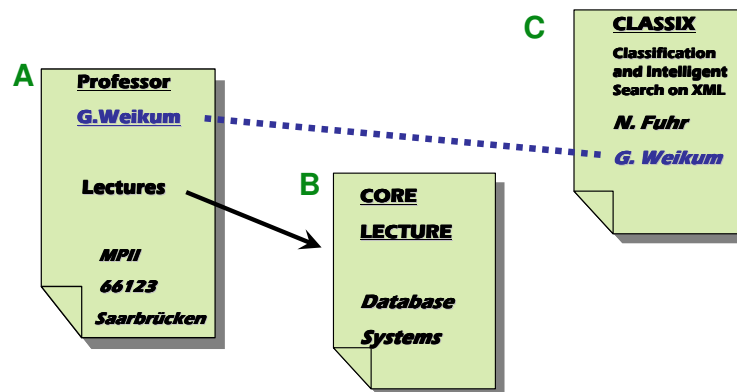 A
Professor
G.Weikum
Lectures
MPII
66123
Saarbrücken
B
CORE
LECTURE
Database
Systems
C
CLASSIX
Classification
and Intelligent
Search on XML
N. Fuhr
G. Weikum